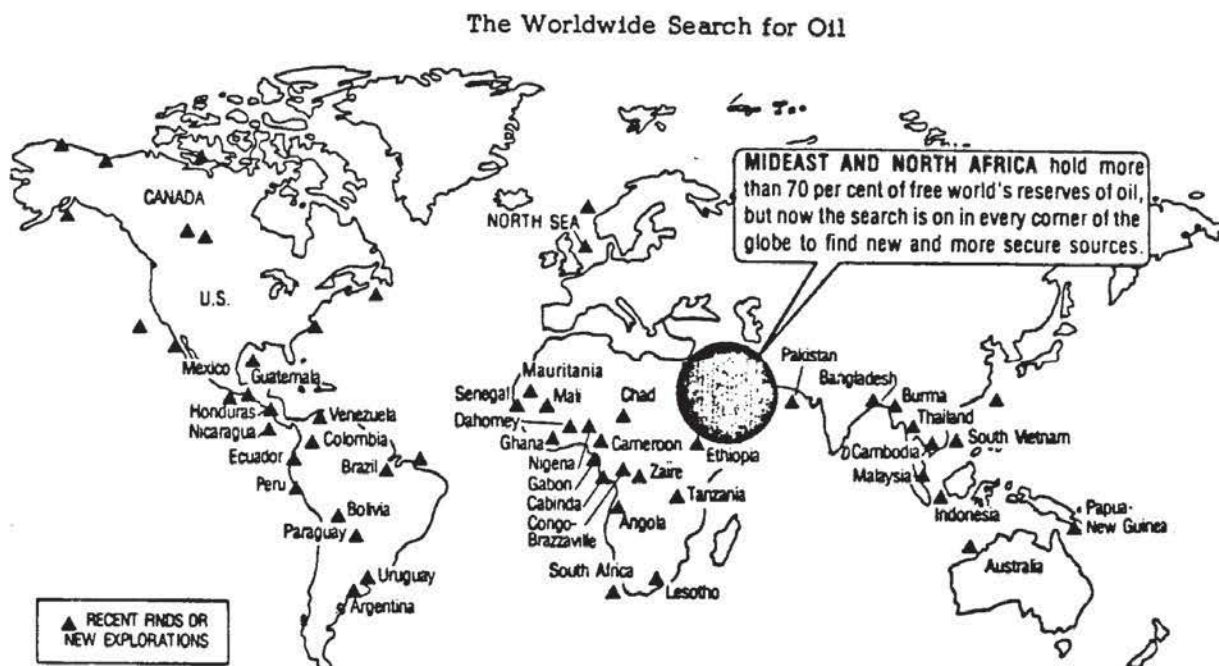 The Worldwide Search for Oil
MIDEAST AND NORTH AFRICA hold more
than 70 per cent of free world's reserves of oil,
but now the search is on in every corner of the
globe to find new and more secure sources.
CANADA
NORTH SEA
U.S.
Mexico
Guatemala
Honduras
Nicaragua
Venezuela
Colombia
Ecuador
Brazil
Peru
Bolivia
Paraguay
Uruguay
Argentina
Mauritania
Senegal
Mali
Chad
Dahomey
Ghana
Cameroon
Ethiopia
Nigeria
Gabon
Zaire
Cabinda
Tanzania
Congo-
Brazzaville
Angola
South Africa
Lesotho
Pakistan
Bangladesh
Burma
Thailand
Cambodia
South Vietnam
Malaysia
Indonesia
Papua-
New Guinea
Australia
▲ RECENT FINDS OR
NEW EXPLORATIONS